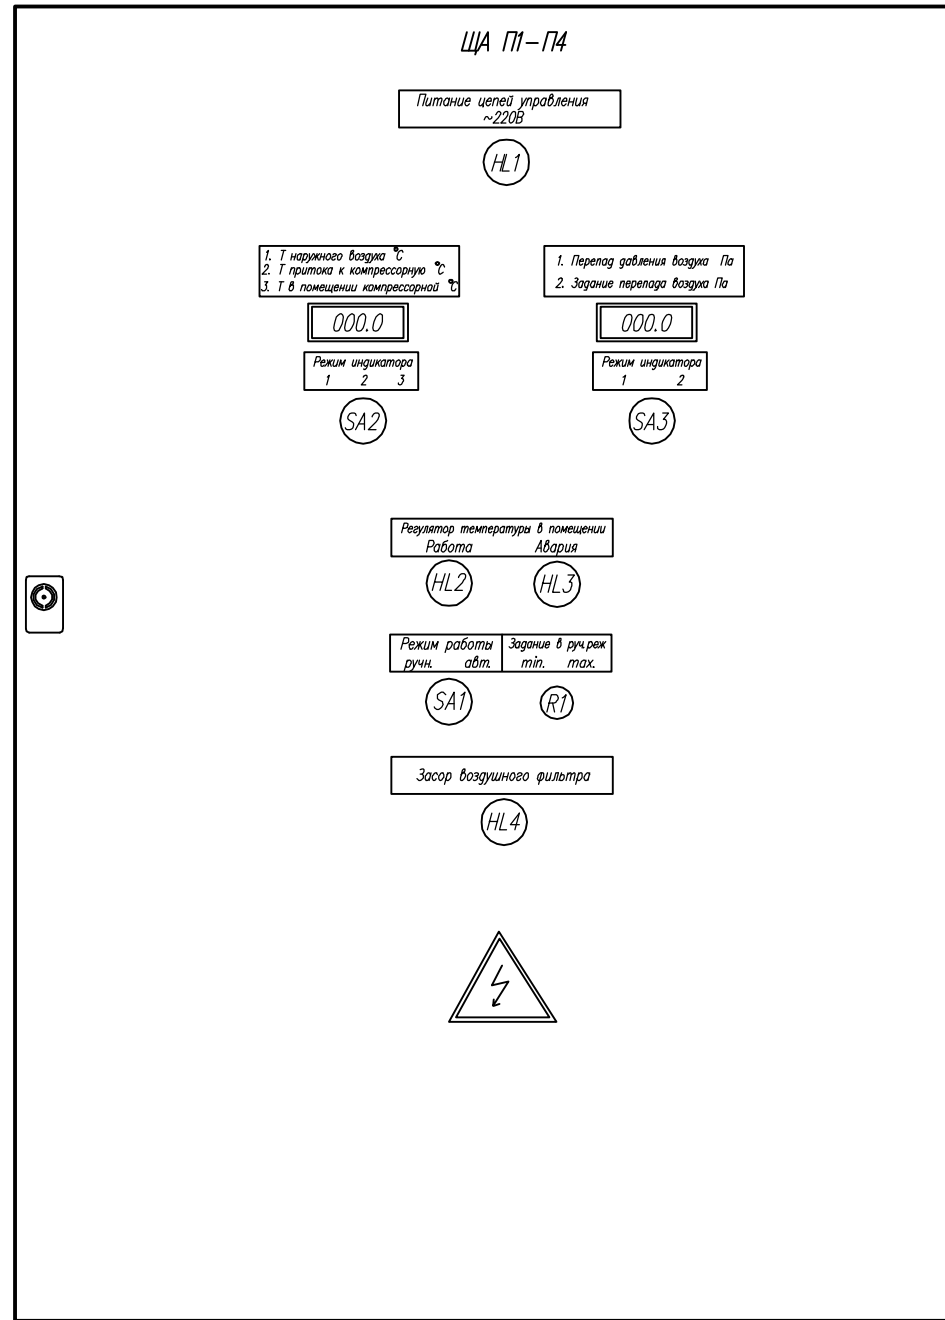 ЩА П1-П4
Питание цепей управления
~220В
HL1
1. Т наружного воздуха °С
2. Т притока к компрессорную °С
3. Т в помещении компрессорной °С
000.0
Режим индикатора
1 2 3
SA2
1. Перепад давления воздуха Па
2. Задание перепада воздуха Па
000.0
Режим индикатора
1 2
SA3
Регулятор температуры в помещении
Работа Авария
HL2 HL3
Режим работы
ручн. авт.
SA1
Задание в руч.реж
min. max.
R1
Засор воздушного фильтра
HL4